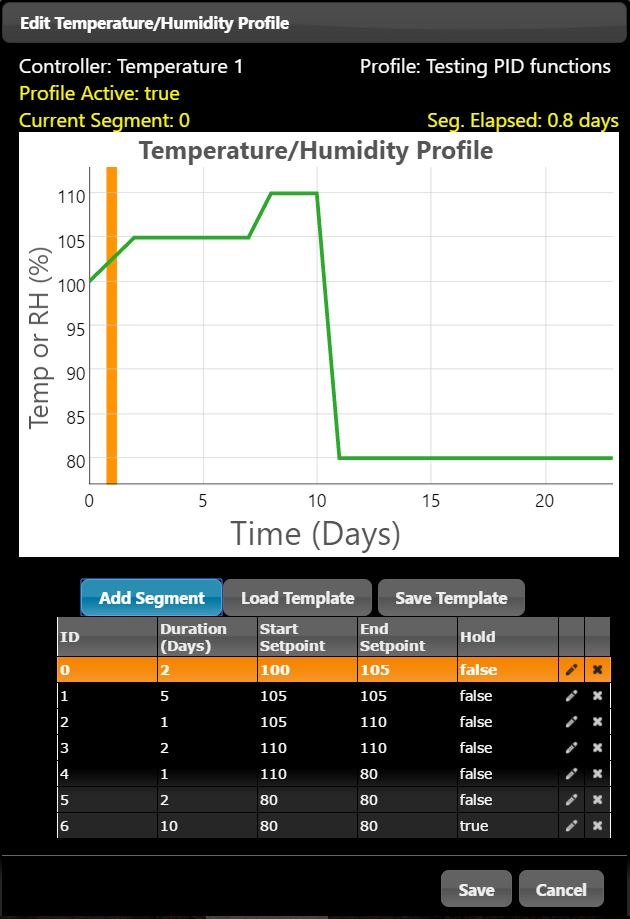 Edit Temperature/Humidity Profile
Controller: Temperature 1 Profile: Testing PID functions
Profile Active: true
Current Segment: 0 Seg. Elapsed: 0.8 days
Temperature/Humidity Profile
110
105
100
95
90
85
80
Temp or RH (%)
0 5 10 15 20
Time (Days)
Add Segment Load Template Save Template
ID Duration (Days) Start Setpoint End Setpoint Hold
0 2 100 105 false
1 5 105 105 false
2 1 105 110 false
3 2 110 110 false
4 1 110 80 false
5 2 80 80 false
6 10 80 80 true
Save Cancel